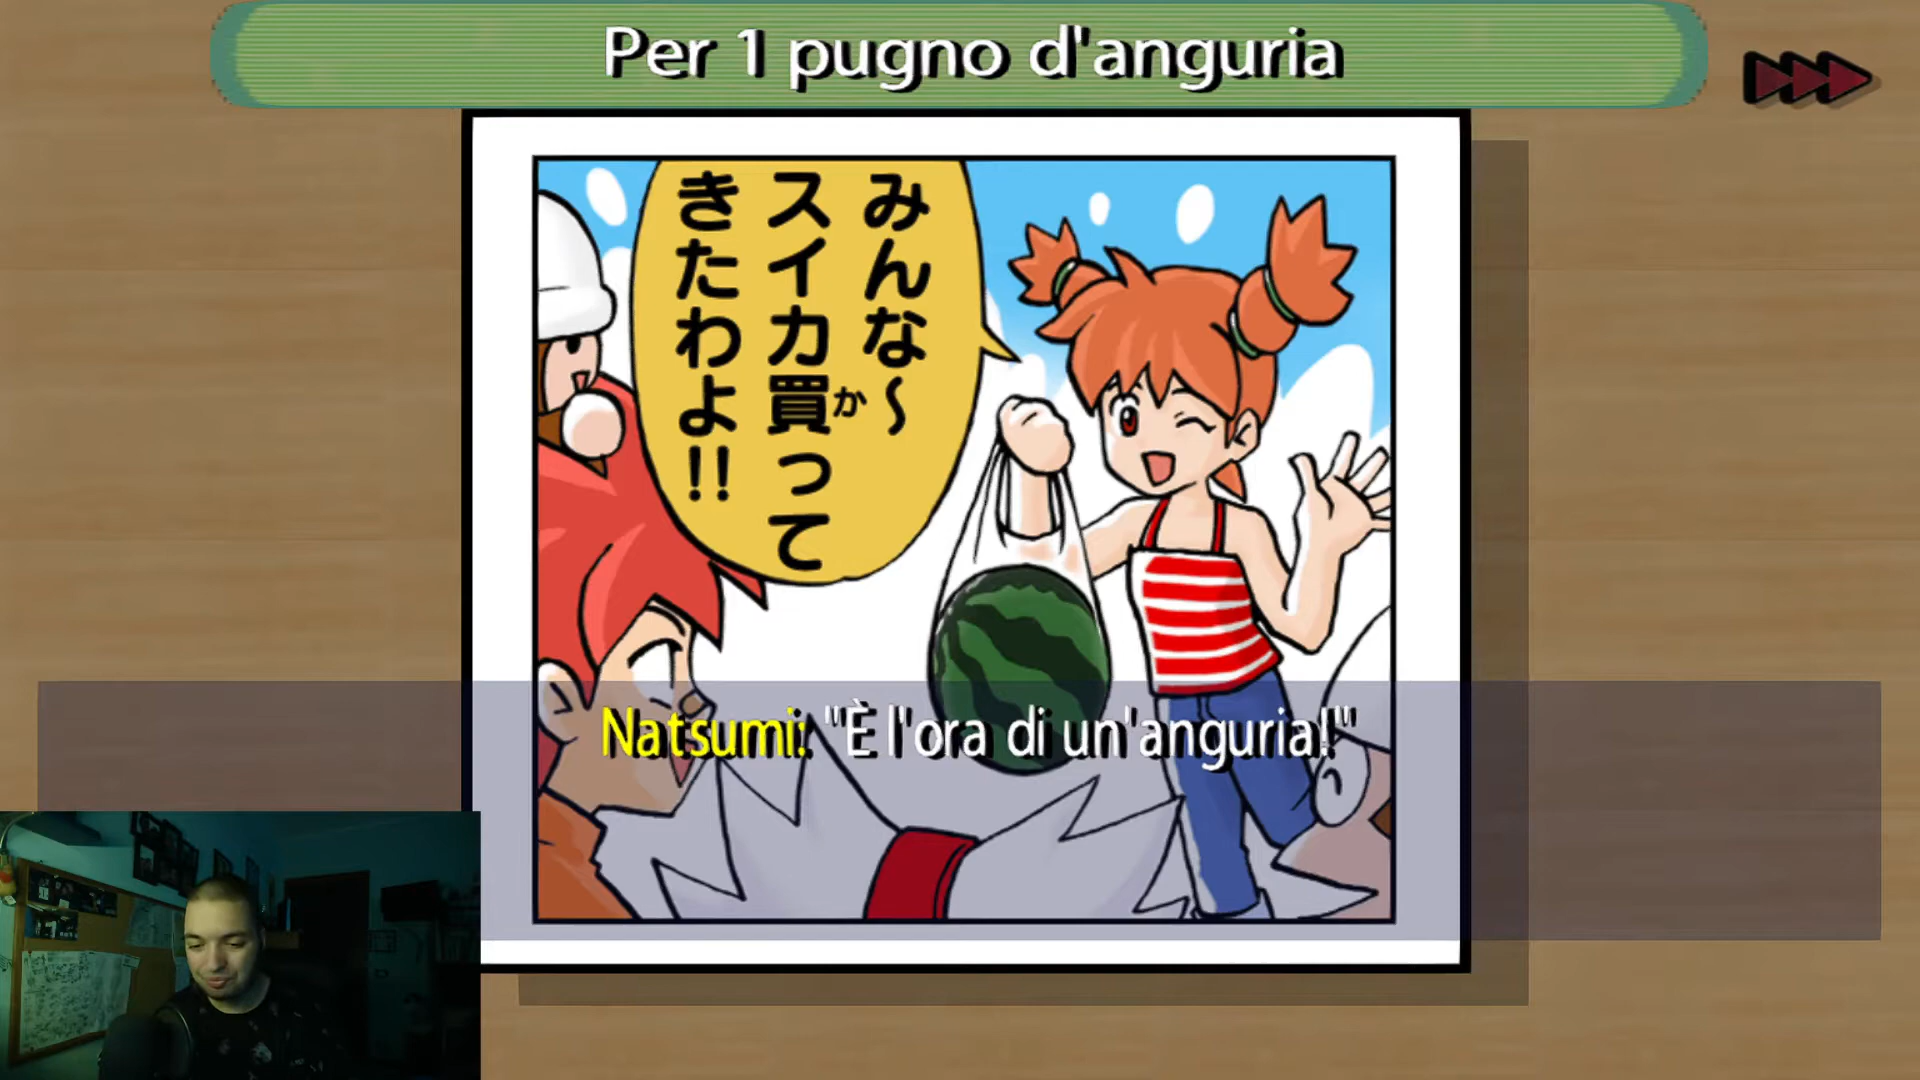 Per 1 pugno d'anguria
みんな～
スイカ買って
か
きたわよ!!
Natsumi: "È l'ora di un'anguria!"